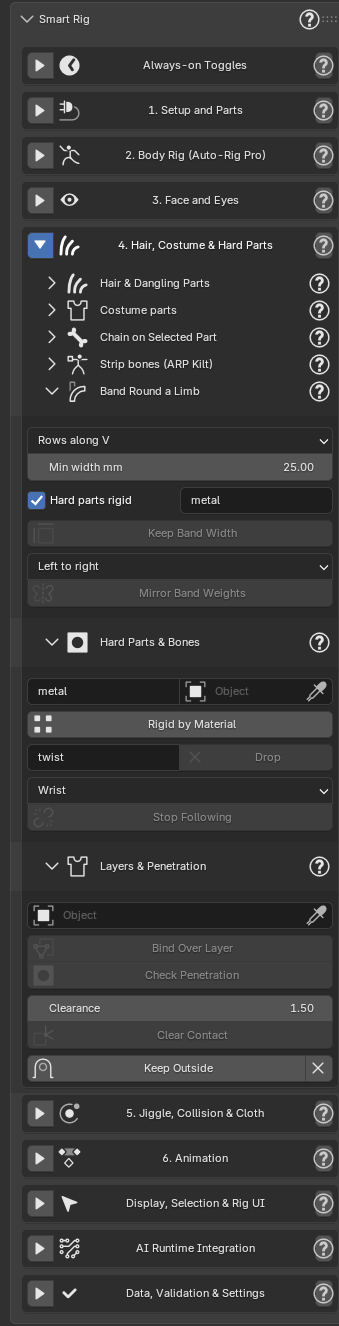 Smart Rig
Always-on Toggles
1. Setup and Parts
2. Body Rig (Auto-Rig Pro)
3. Face and Eyes
4. Hair, Costume & Hard Parts
Hair & Dangling Parts
Costume parts
Chain on Selected Part
Strip bones (ARP Kilt)
Band Round a Limb
Rows along V
Min width mm 25.00
Hard parts rigid metal
Keep Band Width
Left to right
Mirror Band Weights
Hard Parts & Bones
metal Object
Rigid by Material
twist Drop
Wrist
Stop Following
Layers & Penetration
Object
Bind Over Layer
Check Penetration
Clearance 1.50
Clear Contact
Keep Outside
5. Jiggle, Collision & Cloth
6. Animation
Display, Selection & Rig UI
AI Runtime Integration
Data, Validation & Settings